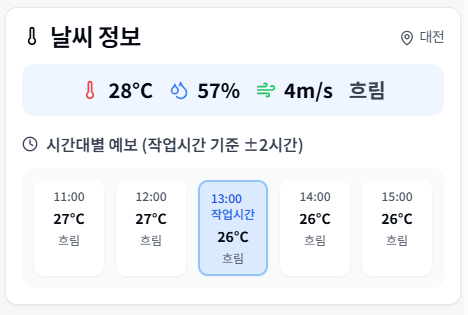 날씨 정보
대전
28°C 57% 4m/s 흐림
시간대별 예보 (작업시간 기준 ±2시간)
11:00
27°C
흐림
12:00
27°C
흐림
13:00
작업시간
26°C
흐림
14:00
26°C
흐림
15:00
26°C
흐림